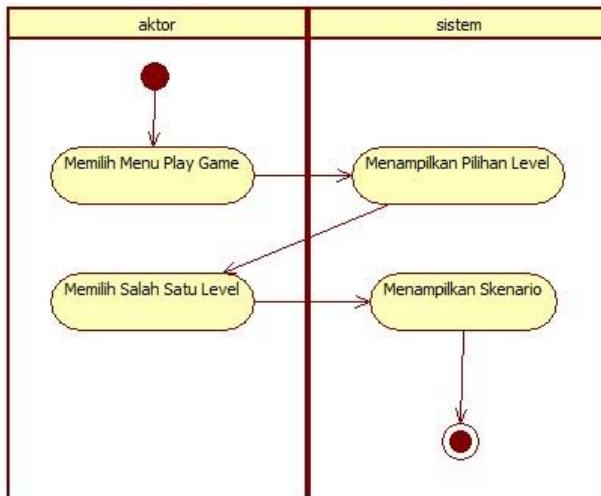 aktor
sistem
Memilih Menu Play Game
Menampilkan Pilihan Level
Memilih Salah Satu Level
Menampilkan Skenario